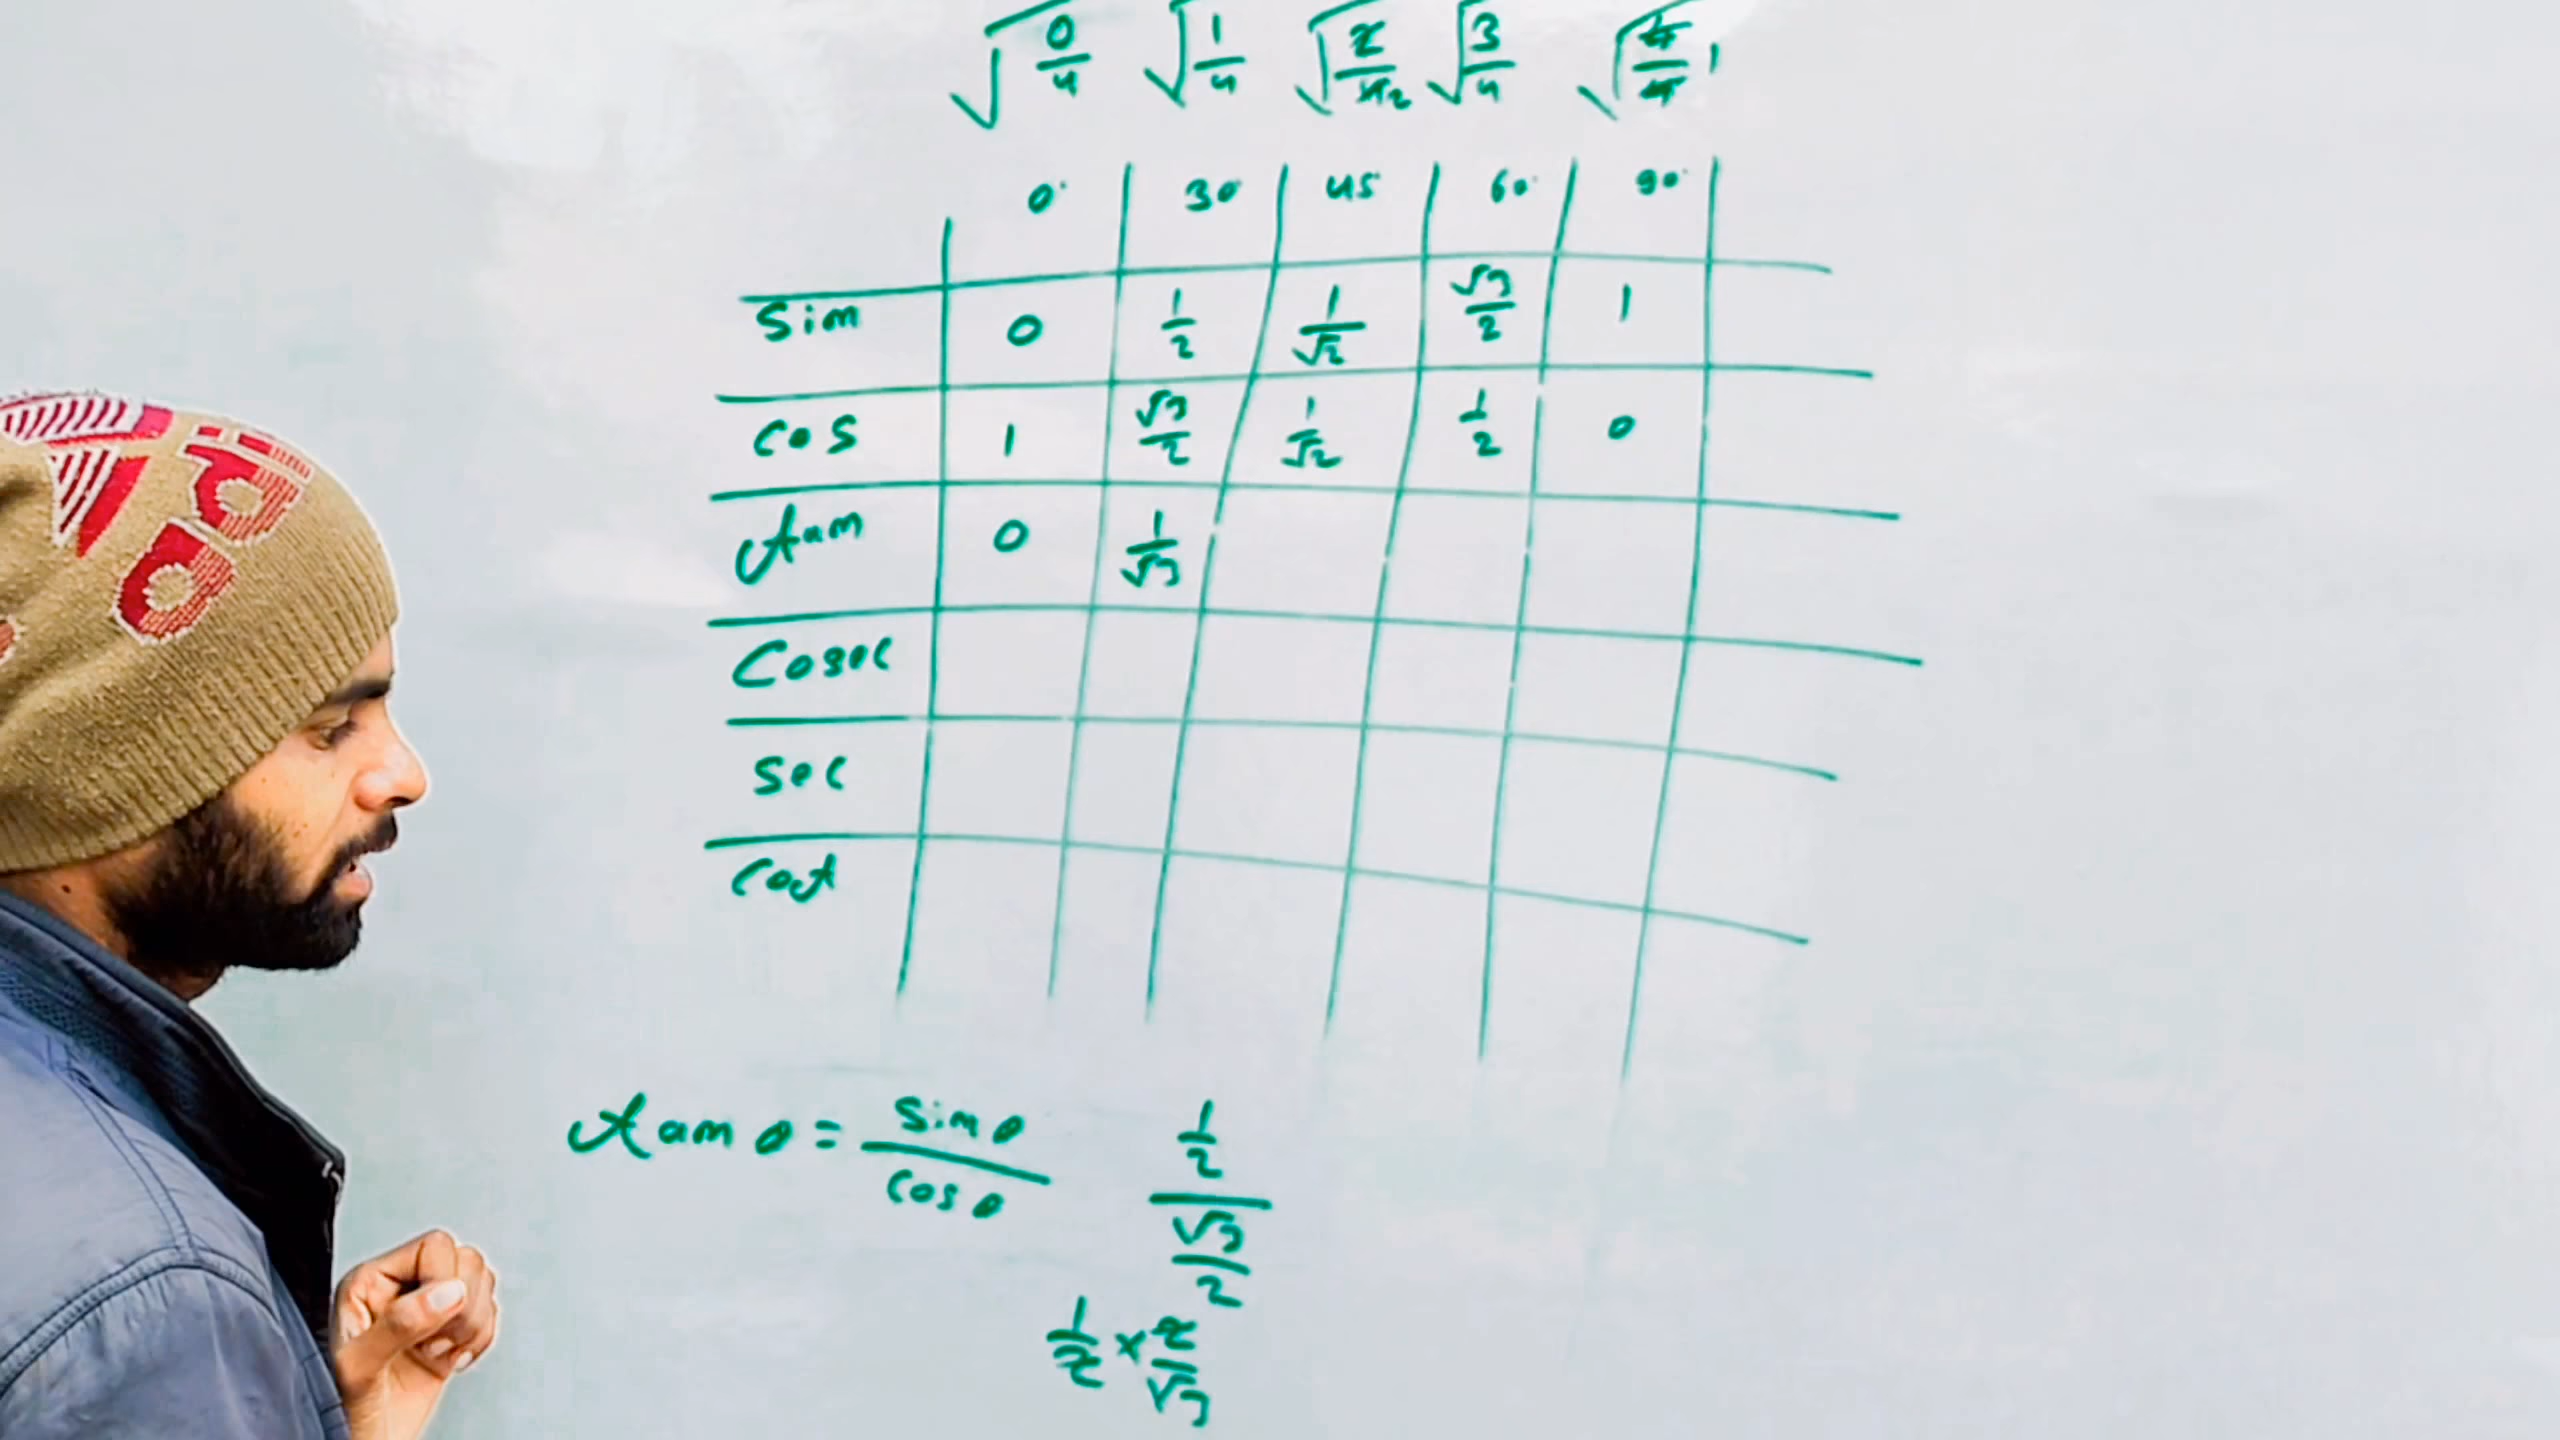 √0/4 √1/4 √2/4 2 √3/4 √4/4 1
0° 30 45 60° 90°
Sin 0 1/2 1/√2 √3/2 1
Cos 1 √3/2 1/√2 1/2 0
tan 0 1/√3
Cosec
Sec
Cot
tan θ = sin θ / cos θ
1/2 / √3/2
1/2 × 2/√3